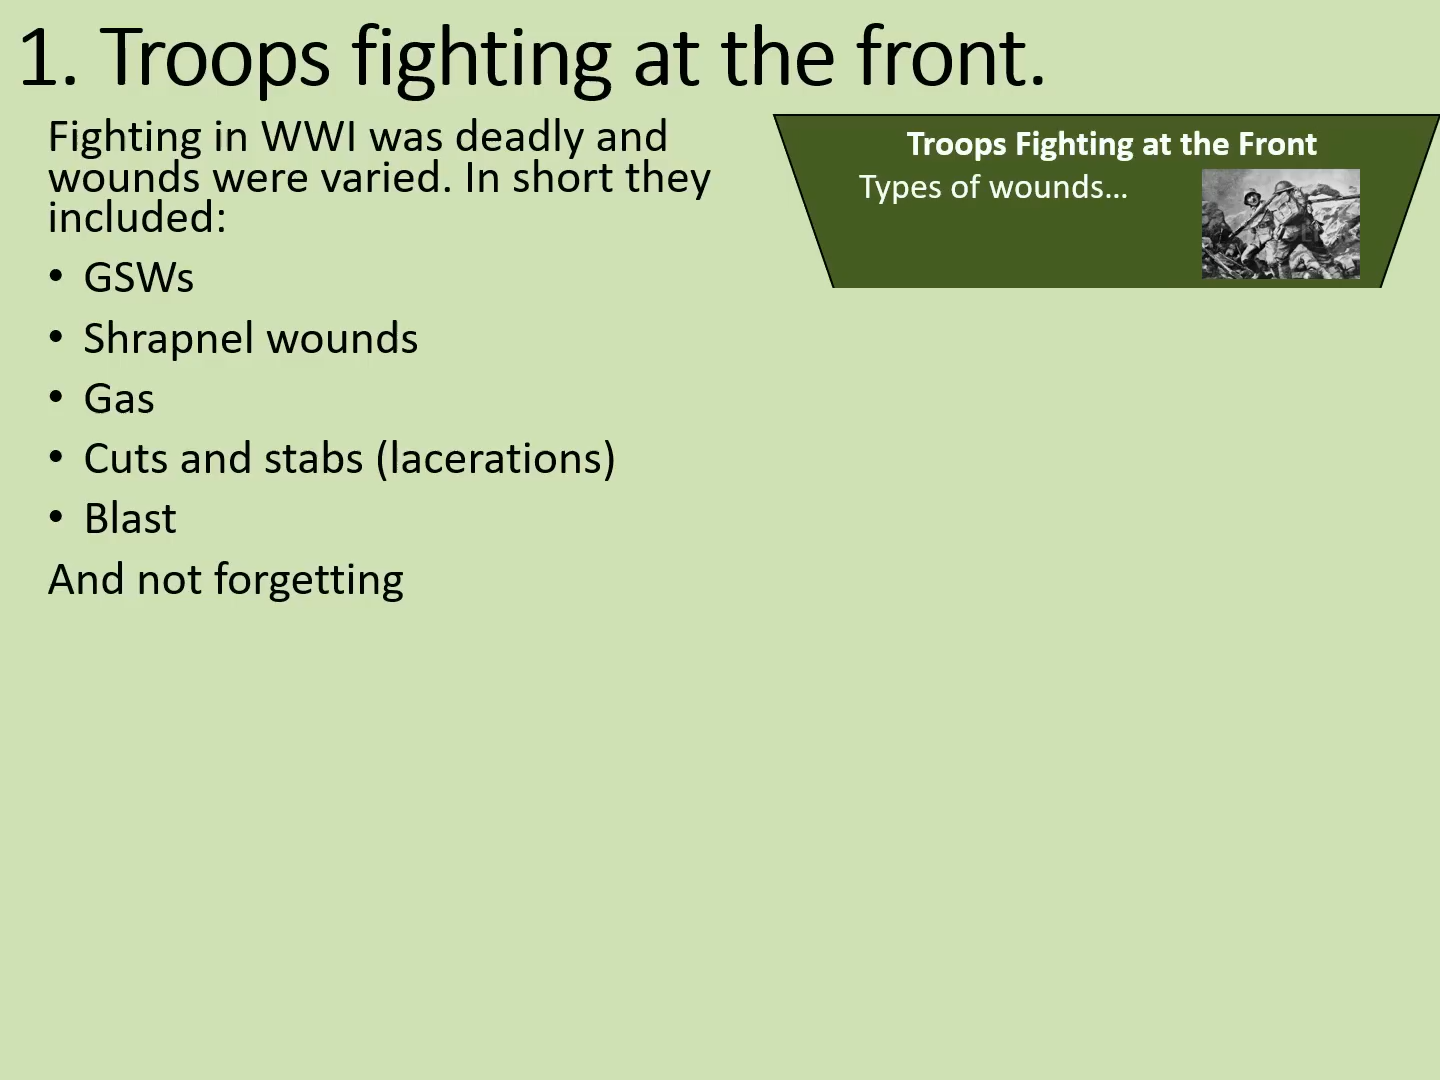 1. Troops fighting at the front.
Fighting in WWI was deadly and
wounds were varied. In short they
included:
• GSWs
• Shrapnel wounds
• Gas
• Cuts and stabs (lacerations)
• Blast
And not forgetting
Troops Fighting at the Front
Types of wounds…